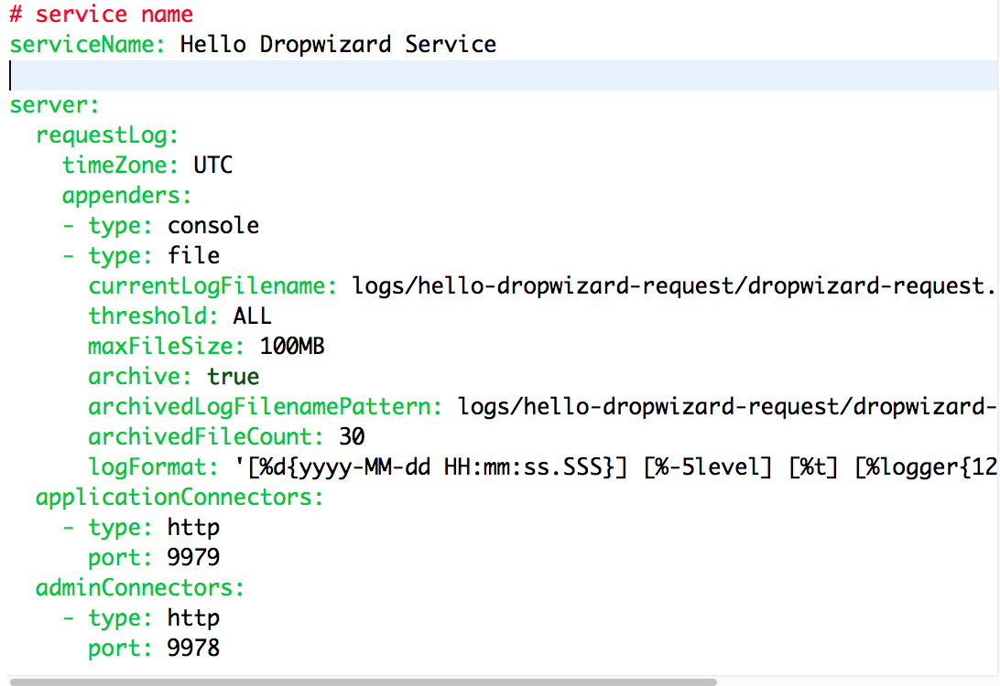 # service name
serviceName: Hello Dropwizard Service
server:
  requestLog:
    timeZone: UTC
    appenders:
    - type: console
    - type: file
      currentLogFilename: logs/hello-dropwizard-request/dropwizard-request.
      threshold: ALL
      maxFileSize: 100MB
      archive: true
      archivedLogFilenamePattern: logs/hello-dropwizard-request/dropwizard-
      archivedFileCount: 30
      logFormat: '[%d{yyyy-MM-dd HH:mm:ss.SSS}] [%-5level] [%t] [%logger{12
  applicationConnectors:
    - type: http
      port: 9979
  adminConnectors:
    - type: http
      port: 9978